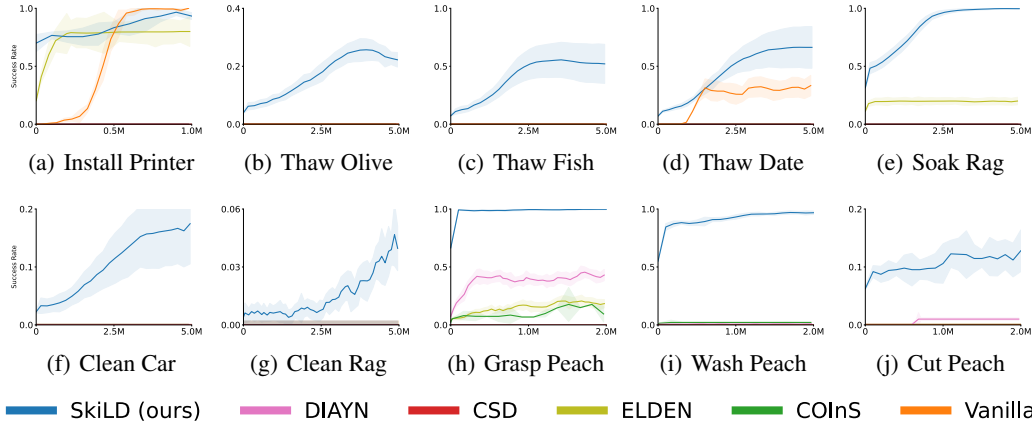 Success Rate
1.0
0.5
0.0
0
0.5M
1.0M
(a) Install Printer
0.4
0.2
0.0
0
2.5M
5.0M
(b) Thaw Olive
1.0
0.5
0.0
0
2.5M
5.0M
(c) Thaw Fish
1.0
0.5
0.0
0
2.5M
5.0M
(d) Thaw Date
1.0
0.5
0.0
0
2.5M
5.0M
(e) Soak Rag
Success Rate
0.2
0.1
0.0
0
2.5M
5.0M
(f) Clean Car
0.06
0.03
0.00
0
2.5M
5.0M
(g) Clean Rag
1.0
0.5
0.0
0
1.0M
2.0M
(h) Grasp Peach
1.0
0.5
0.0
0
1.0M
2.0M
(i) Wash Peach
0.2
0.1
0.0
0
1.0M
2.0M
(j) Cut Peach
SkiLD (ours) DIAYN CSD ELDEN COInS Vanilla